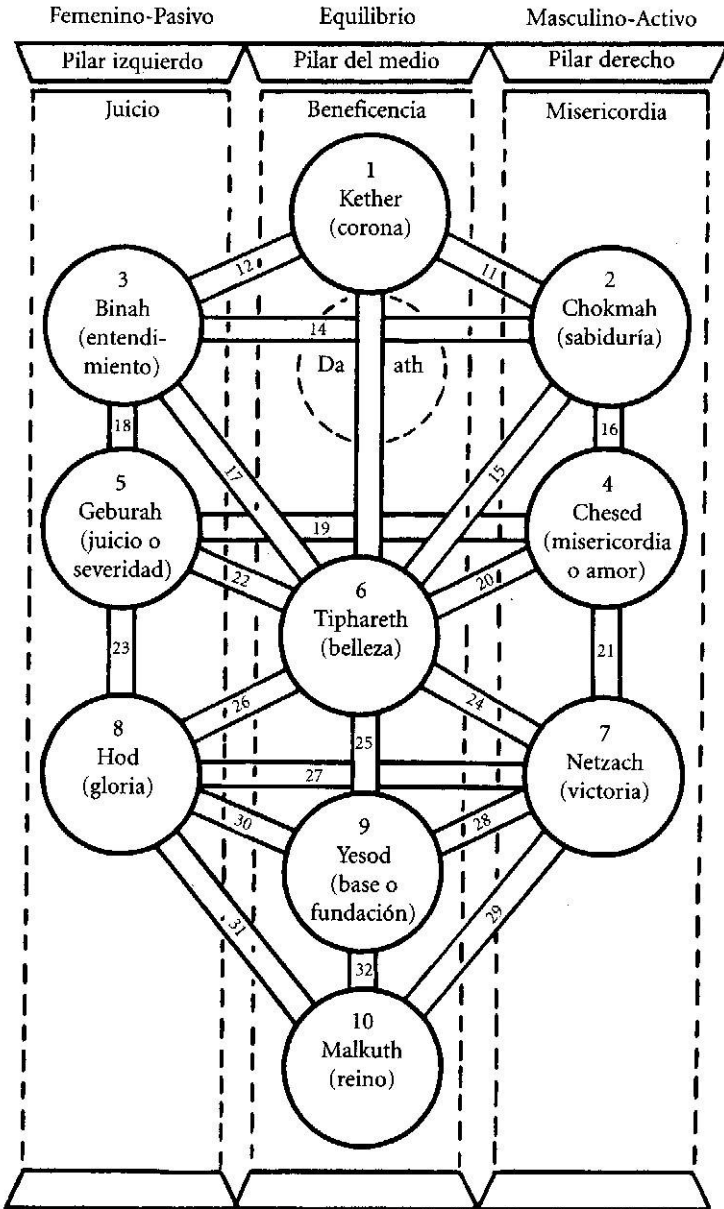 Femenino-Pasivo
Equilibrio
Masculino-Activo
Pilar izquierdo
Pilar del medio
Pilar derecho
Juicio
Beneficencia
Misericordia
1
Kether
(corona)
12
11
3
Binah
(entendi-
miento)
2
Chokmah
(sabiduría)
14
Da ath
18
16
17
15
5
Geburah
(juicio o
severidad)
4
Chesed
(misericordia
o amor)
19
22
20
6
Tiphareth
(belleza)
23
21
26
24
25
8
Hod
(gloria)
7
Netzach
(victoria)
27
30
28
9
Yesod
(base o
fundación)
31
29
32
10
Malkuth
(reino)